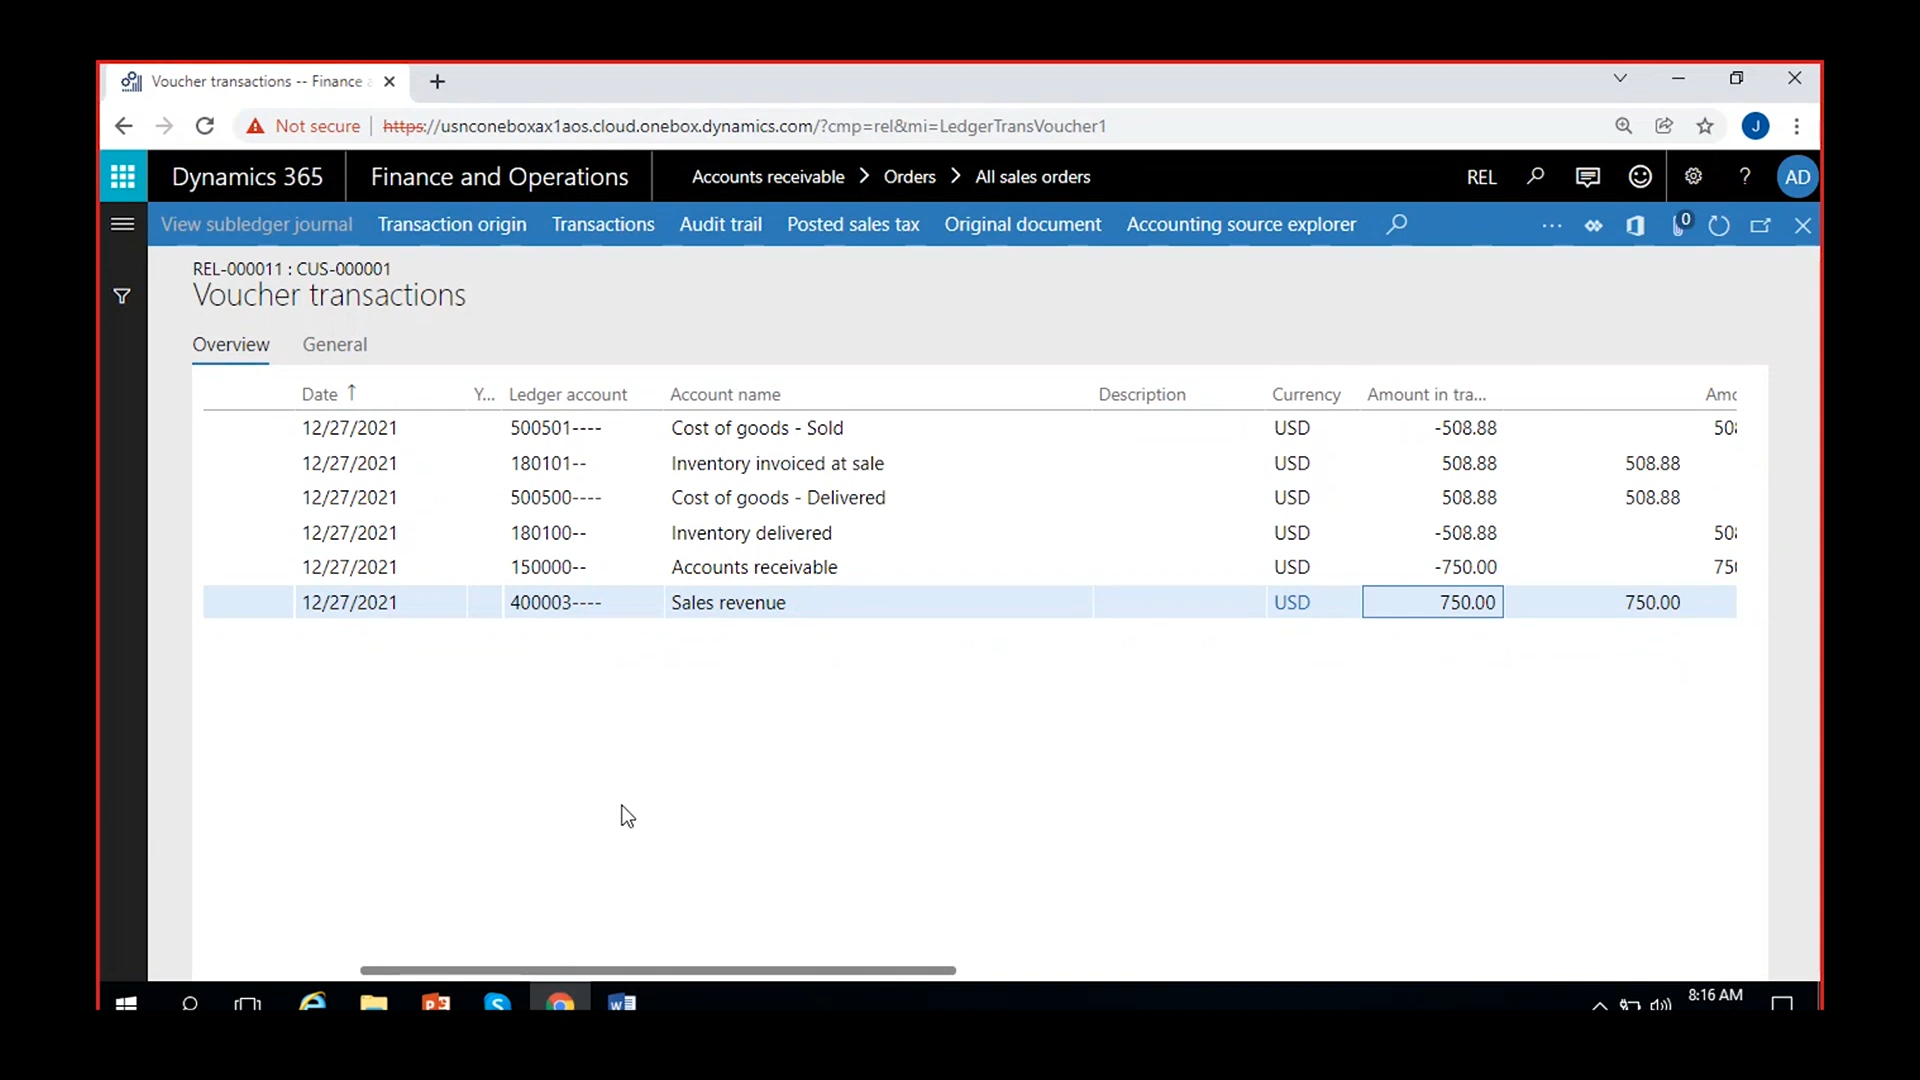 Voucher transactions -- Finance a
Not secure https://usnconeboxax1aos.cloud.onebox.dynamics.com/?cmp=rel&mi=LedgerTransVoucher1 J
Dynamics 365 Finance and Operations Accounts receivable > Orders > All sales orders REL ? AD
View subledger journal Transaction origin Transactions Audit trail Posted sales tax Original document Accounting source explorer ... 0
REL-000011 : CUS-000001
Voucher transactions
Overview General
Date ↑ Y... Ledger account Account name Description Currency Amount in tra... Amo
12/27/2021 500501---- Cost of goods - Sold USD -508.88 508
12/27/2021 180101-- Inventory invoiced at sale USD 508.88 508.88
12/27/2021 500500---- Cost of goods - Delivered USD 508.88 508.88
12/27/2021 180100-- Inventory delivered USD -508.88 508
12/27/2021 150000-- Accounts receivable USD -750.00 750
12/27/2021 400003---- Sales revenue USD 750.00 750.00
8:16 AM